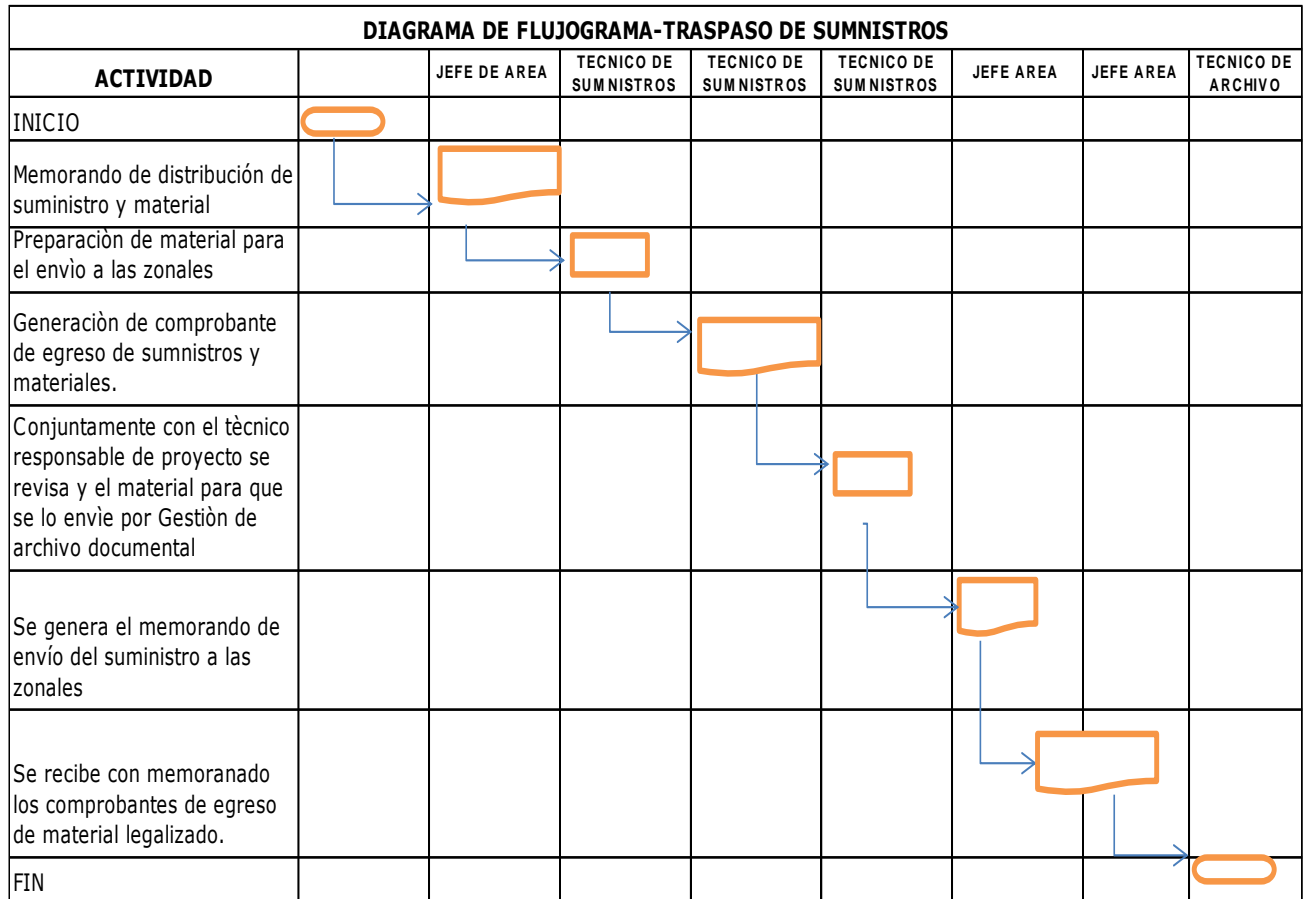 DIAGRAMA DE FLUJOGRAMA-TRASPASO DE SUMNISTROS
ACTIVIDAD
JEFE DE AREA
TECNICO DE
SUMNISTROS
TECNICO DE
SUMNISTROS
TECNICO DE
SUMNISTROS
JEFE AREA
JEFE AREA
TECNICO DE
ARCHIVO
INICIO
Memorando de distribución de
suministro y material
Preparaciòn de material para
el envìo a las zonales
Generaciòn de comprobante
de egreso de sumnistros y
materiales.
Conjuntamente con el tècnico
responsable de proyecto se
revisa y el material para que
se lo envìe por Gestiòn de
archivo documental
Se genera el memorando de
envío del suministro a las
zonales
Se recibe con memoranado
los comprobantes de egreso
de material legalizado.
FIN